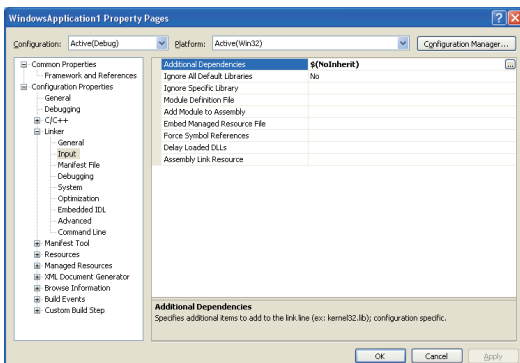 WindowsApplication1 Property Pages
Configuration: Active(Debug) Platform: Active(Win32) Configuration Manager...
Common Properties
Framework and References
Configuration Properties
General
Debugging
C/C++
Linker
General
Input
Manifest File
Debugging
System
Optimization
Embedded IDL
Advanced
Command Line
Manifest Tool
Resources
Managed Resources
XML Document Generator
Browse Information
Build Events
Custom Build Step
Additional Dependencies $(NoInherit) ...
Ignore All Default Libraries No
Ignore Specific Library
Module Definition File
Add Module to Assembly
Embed Managed Resource File
Force Symbol References
Delay Loaded DLLs
Assembly Link Resource
Additional Dependencies
Specifies additional items to add to the link line (ex: kernel32.lib); configuration specific.
OK Cancel Apply